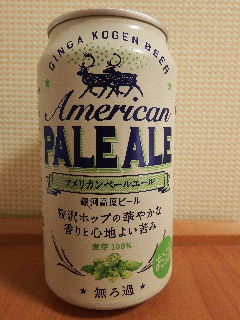 GINGA KOGEN BEER
American
PALE ALE
アメリカンペールエール
銀河高原ビール
贅沢ホップの華やかな
香りと心地よい苦み
麦芽100%
お酒
★無ろ過★